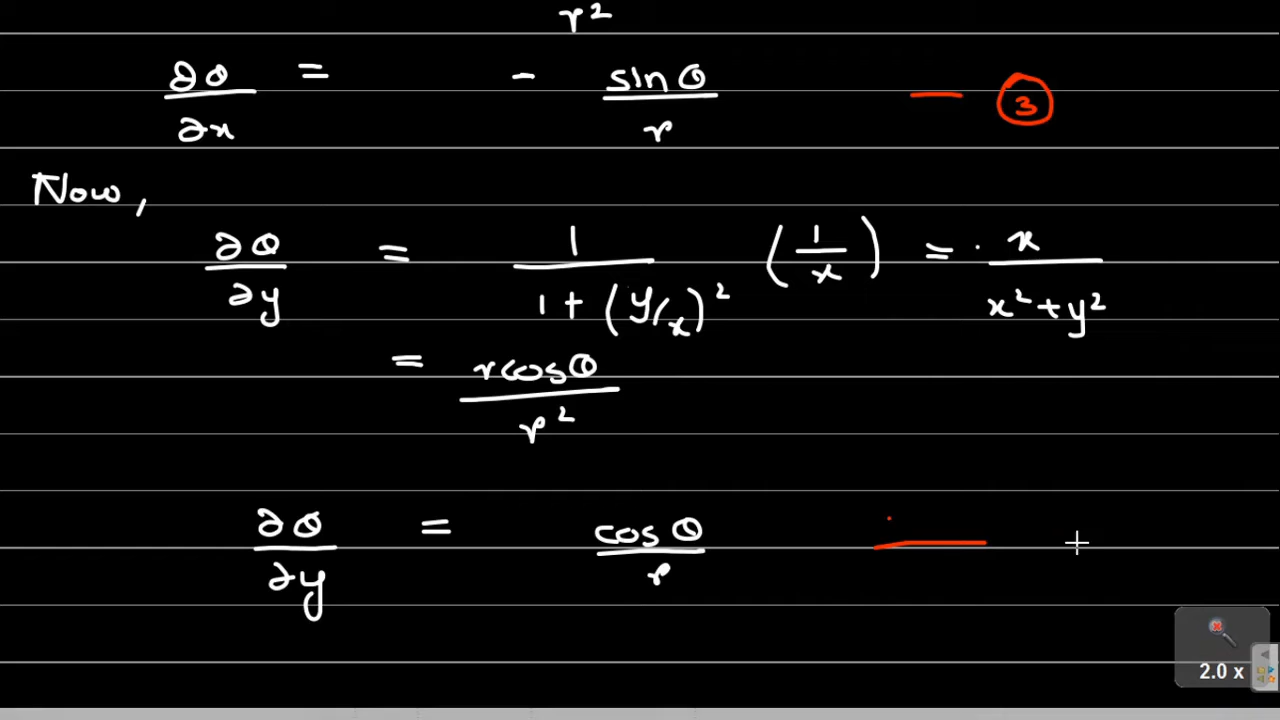 r²
∂θ/∂x = - sinθ/r — ③
Now,
∂θ/∂y = 1/(1+(y/x)²) (1/x) = x/(x²+y²)
= rcosθ/r²
∂θ/∂y = cosθ/r —
2.0 x